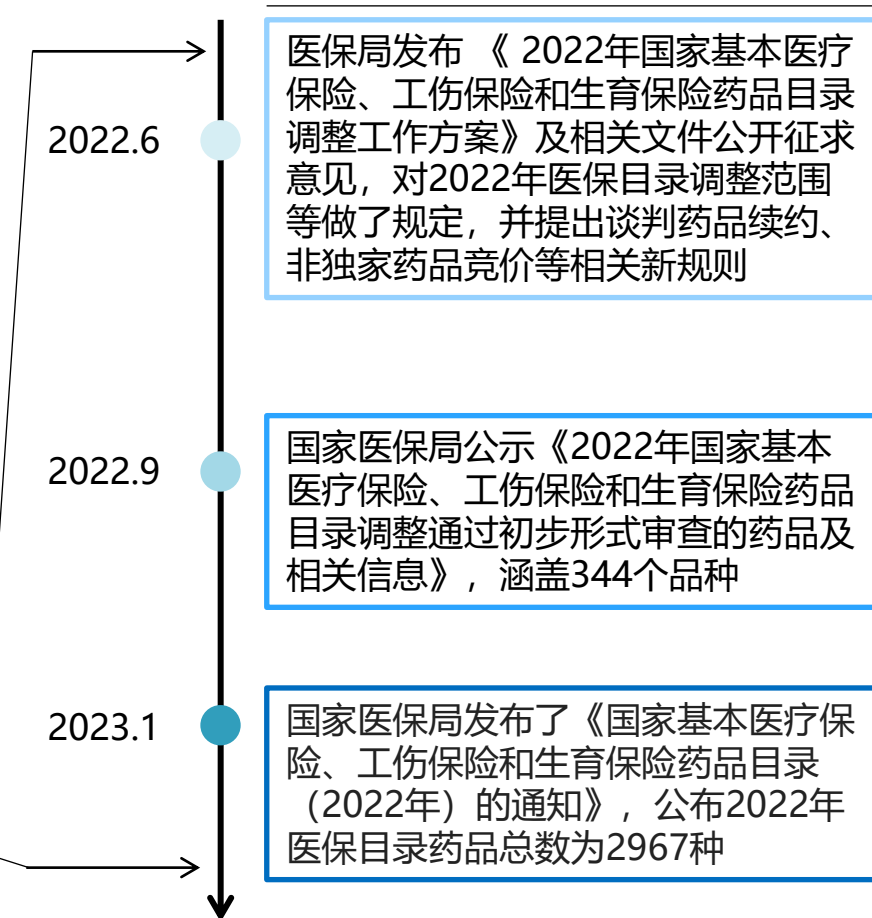 2022.6
医保局发布 《 2022年国家基本医疗
保险、工伤保险和生育保险药品目录
调整工作方案》及相关文件公开征求
意见，对2022年医保目录调整范围
等做了规定，并提出谈判药品续约、
非独家药品竞价等相关新规则
2022.9
国家医保局公示《2022年国家基本
医疗保险、工伤保险和生育保险药品
目录调整通过初步形式审查的药品及
相关信息》，涵盖344个品种
2023.1
国家医保局发布了《国家基本医疗保
险、工伤保险和生育保险药品目录
（2022年）的通知》，公布2022年
医保目录药品总数为2967种